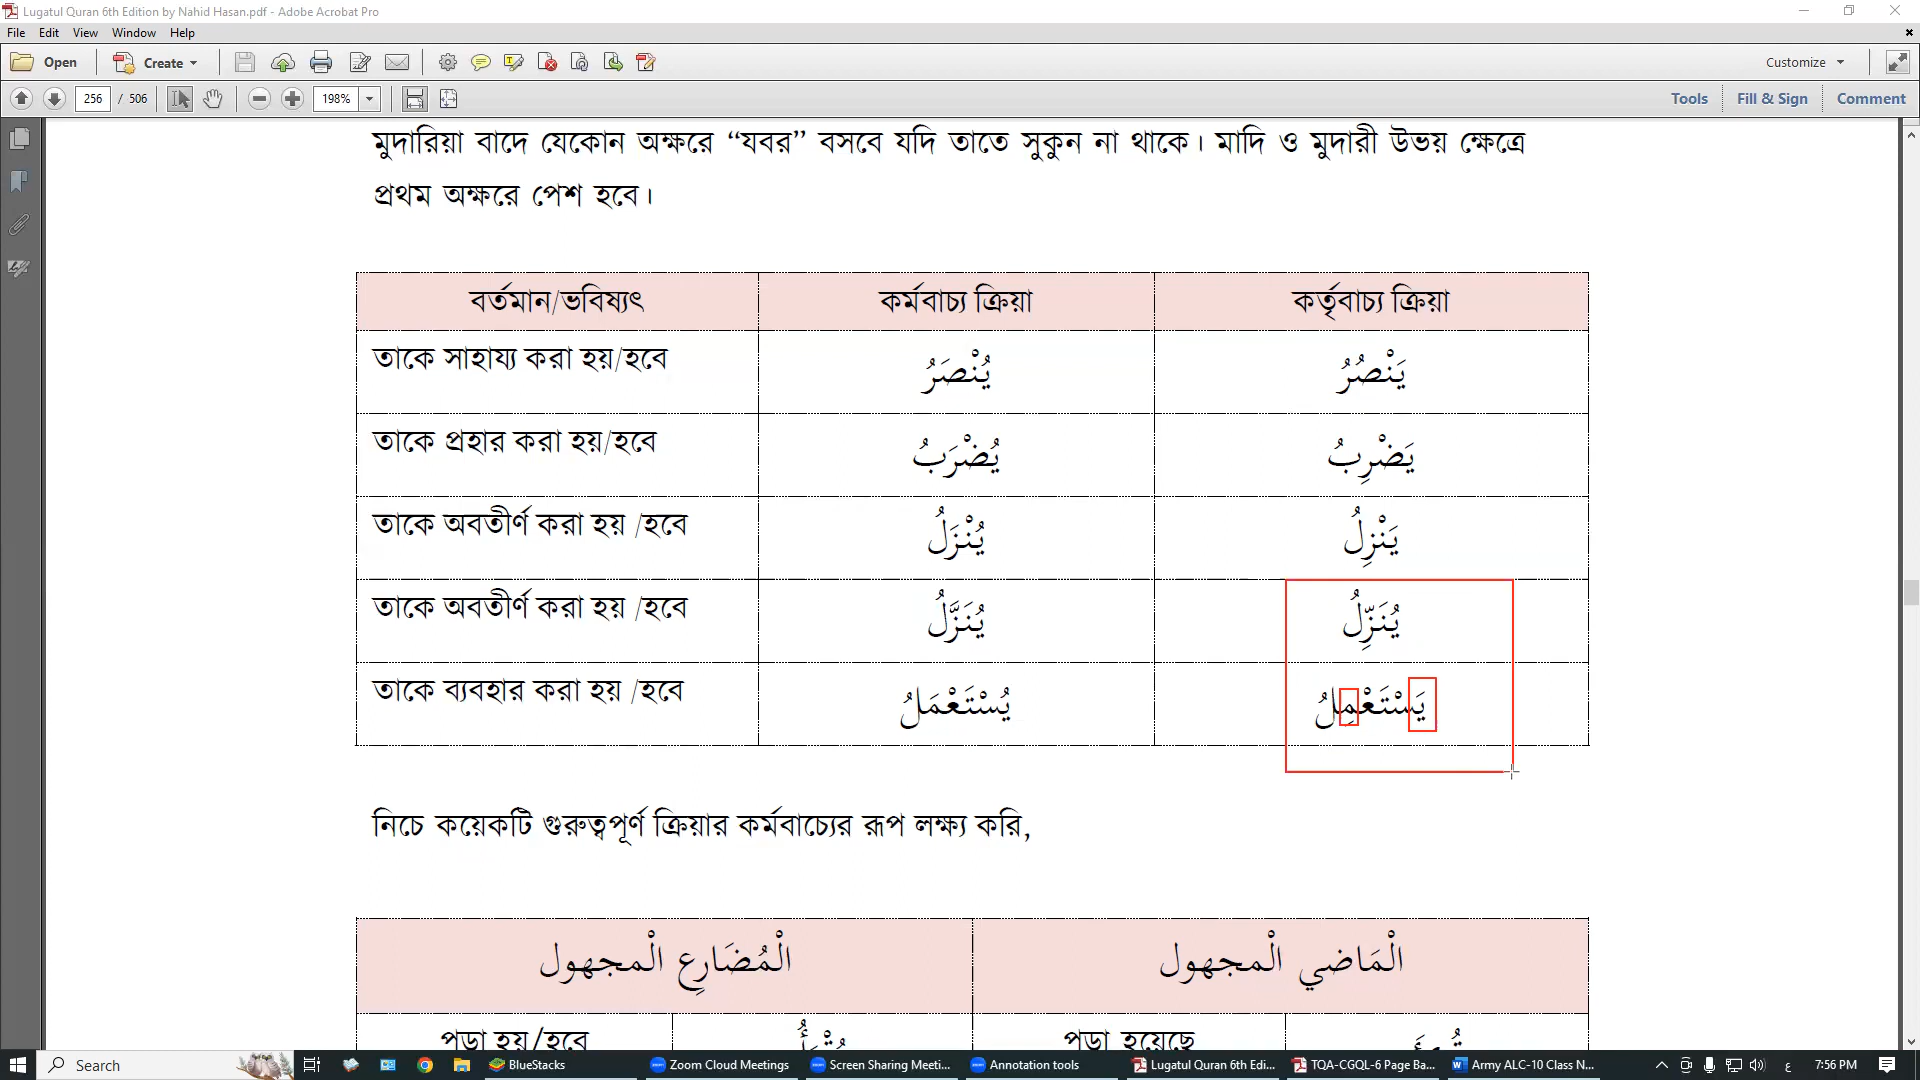 Lugatul Quran 6th Edition by Nahid Hasan.pdf - Adobe Acrobat Pro
File Edit View Window Help
Open Create Customize
256 / 506 198% Tools Fill & Sign Comment
মুদারিয়া বাদে যেকোন অক্ষরে “যবর” বসবে যদি তাতে সুকুন না থাকে। মাদি ও মুদারী উভয় ক্ষেত্রে
প্রথম অক্ষরে পেশ হবে।
বর্তমান/ভবিষ্যৎ কর্মবাচ্য ক্রিয়া কর্তৃবাচ্য ক্রিয়া
তাকে সাহায্য করা হয়/হবে يُنْصَرُ يَنْصُرُ
তাকে প্রহার করা হয়/হবে يُضْرَبُ يَضْرِبُ
তাকে অবতীর্ণ করা হয় /হবে يُنْزَلُ يَنْزِلُ
তাকে অবতীর্ণ করা হয় /হবে يُنَزَّلُ يُنَزِّلُ
তাকে ব্যবহার করা হয় /হবে يُسْتَعْمَلُ يَسْتَعْمِلُ
নিচে কয়েকটি গুরুত্বপূর্ণ ক্রিয়ার কর্মবাচ্যের রূপ লক্ষ্য করি,
الْمُضَارِع الْمجهول الْمَاضي الْمجهول
পড়া হয়/হবে পড়া হয়েছে
Search BlueStacks Zoom Cloud Meetings Screen Sharing Meeti... Annotation tools Lugatul Quran 6th Editi... TQA-CGQL-6 Page Ba... Army ALC-10 Class N... ع 7:56 PM